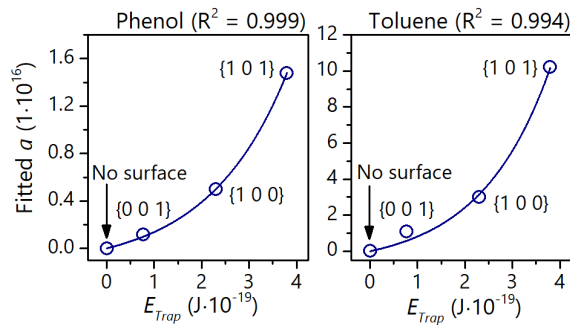 Phenol (R² = 0.999)
Fitted a (1·10¹⁶)
1.6
1.2
0.8
0.4
0.0
{1 0 1}
No surface
{0 0 1}
{1 0 0}
0 1 2 3 4
E_Trap (J·10⁻¹⁹)
Toluene (R² = 0.994)
12
10
8
6
4
2
0
{1 0 1}
No surface
{0 0 1}
{1 0 0}
0 1 2 3 4
E_Trap (J·10⁻¹⁹)